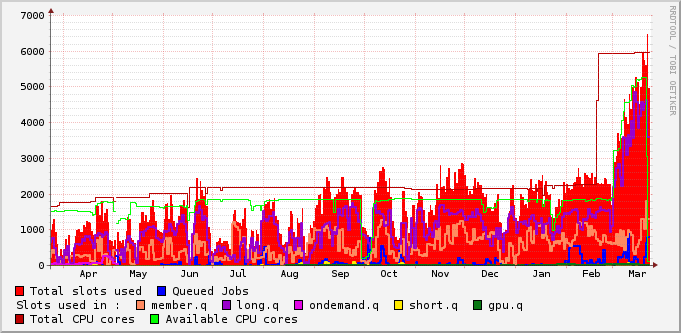 7000
6000
5000
4000
3000
2000
1000
0
Apr May Jun Jul Aug Sep Oct Nov Dec Jan Feb Mar
RRDTOOL / TOBI OETIKER
Total slots used Queued Jobs
Slots used in : member.q long.q ondemand.q short.q gpu.q
Total CPU cores Available CPU cores